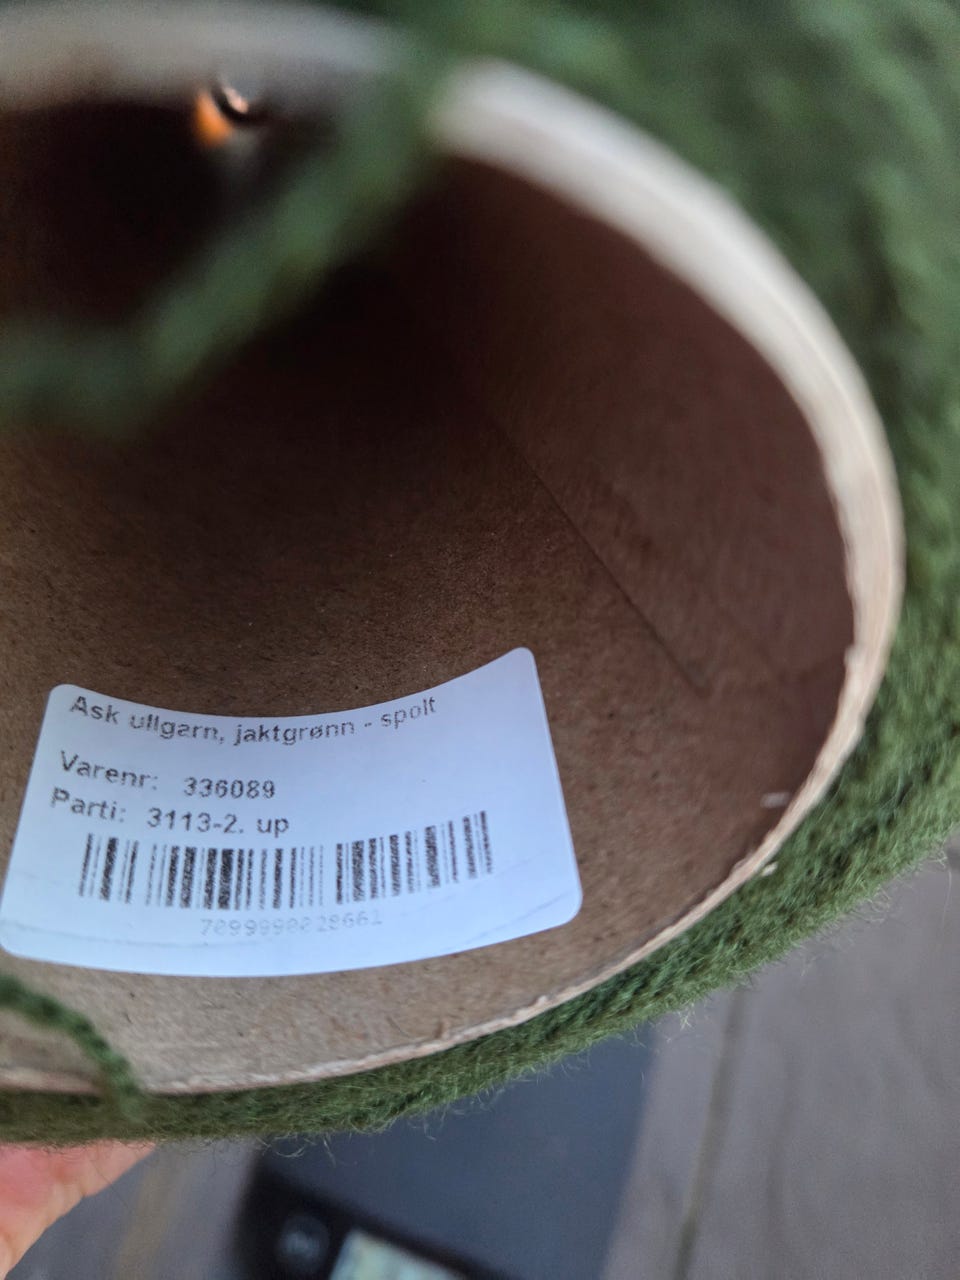 Ask ullgarn, jaktgrønn - spolt
Varenr: 336089
Parti: 3113-2. up